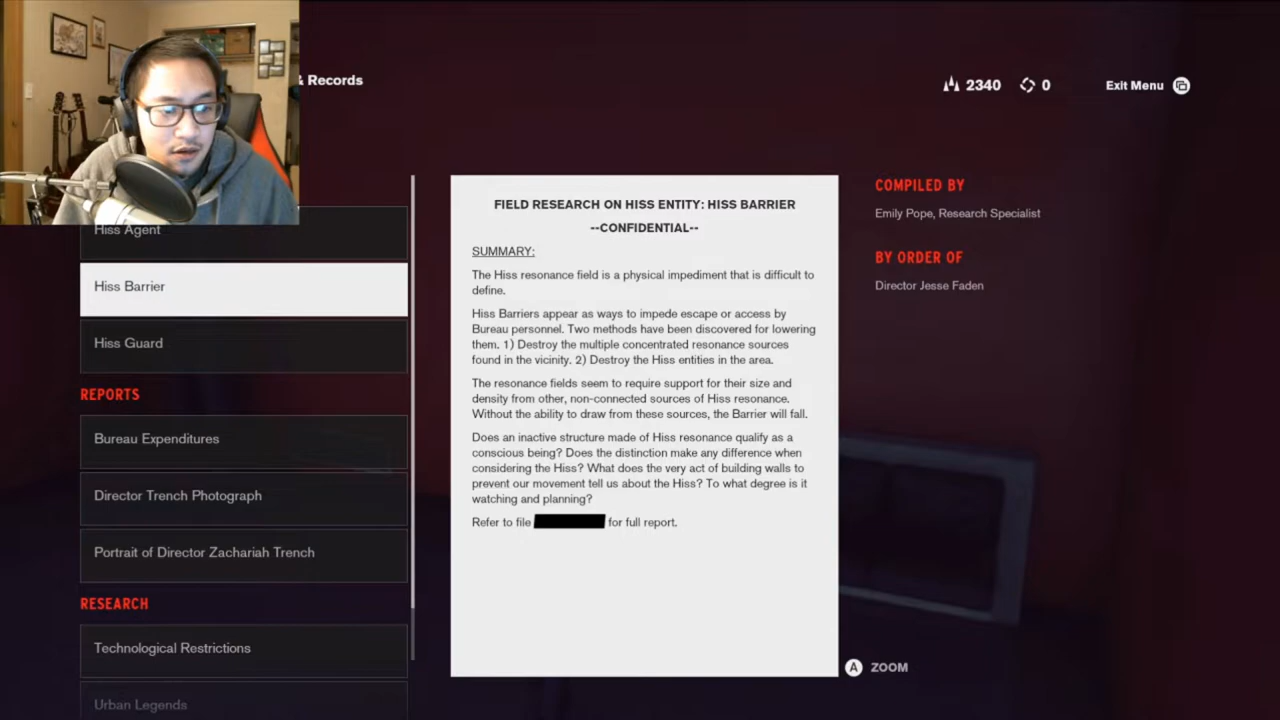 & Records
2340
0
Exit Menu
Hiss Agent
Hiss Barrier
Hiss Guard
REPORTS
Bureau Expenditures
Director Trench Photograph
Portrait of Director Zachariah Trench
RESEARCH
Technological Restrictions
Urban Legends
FIELD RESEARCH ON HISS ENTITY: HISS BARRIER
--CONFIDENTIAL--
SUMMARY:
The Hiss resonance field is a physical impediment that is difficult to
define.
Hiss Barriers appear as ways to impede escape or access by
Bureau personnel. Two methods have been discovered for lowering
them. 1) Destroy the multiple concentrated resonance sources
found in the vicinity. 2) Destroy the Hiss entities in the area.
The resonance fields seem to require support for their size and
density from other, non-connected sources of Hiss resonance.
Without the ability to draw from these sources, the Barrier will fall.
Does an inactive structure made of Hiss resonance qualify as a
conscious being? Does the distinction make any difference when
considering the Hiss? What does the very act of building walls to
prevent our movement tell us about the Hiss? To what degree is it
watching and planning?
Refer to file for full report.
COMPILED BY
Emily Pope, Research Specialist
BY ORDER OF
Director Jesse Faden
A ZOOM